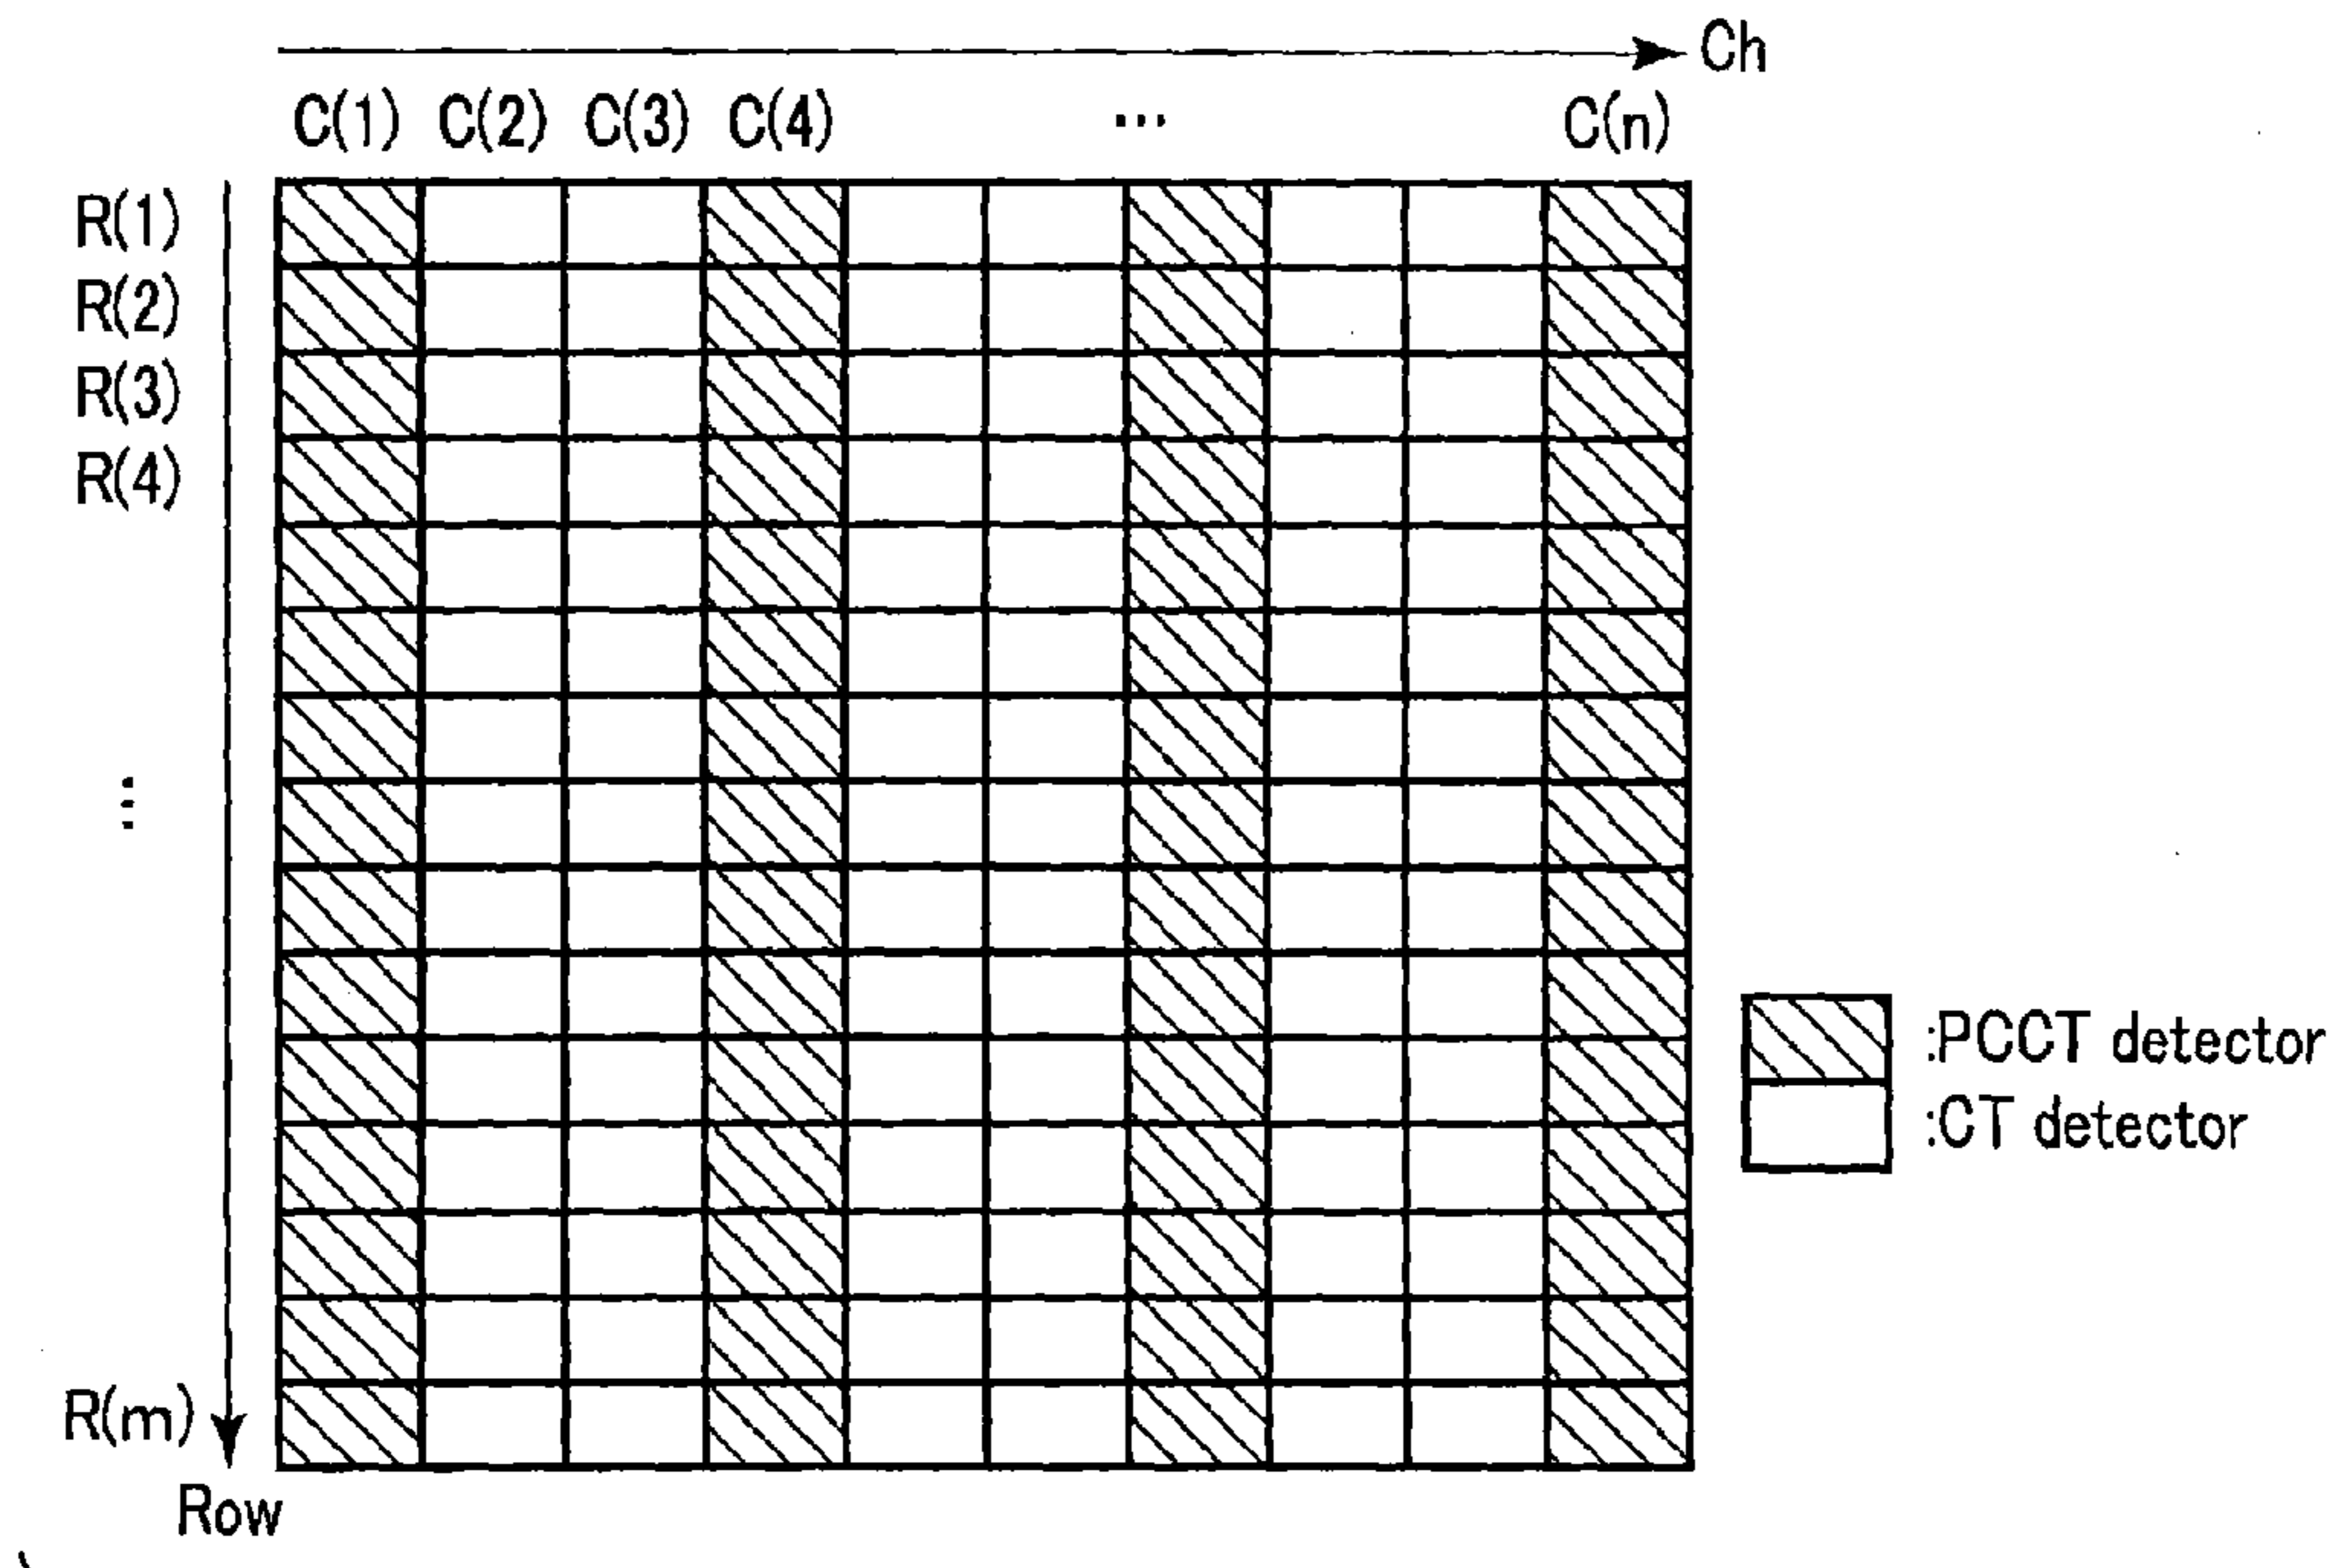 Ch
C(1) C(2) C(3) C(4) ... C(n)
R(1)
R(2)
R(3)
R(4)
⋮
R(m)
Row
:PCCT detector
:CT detector